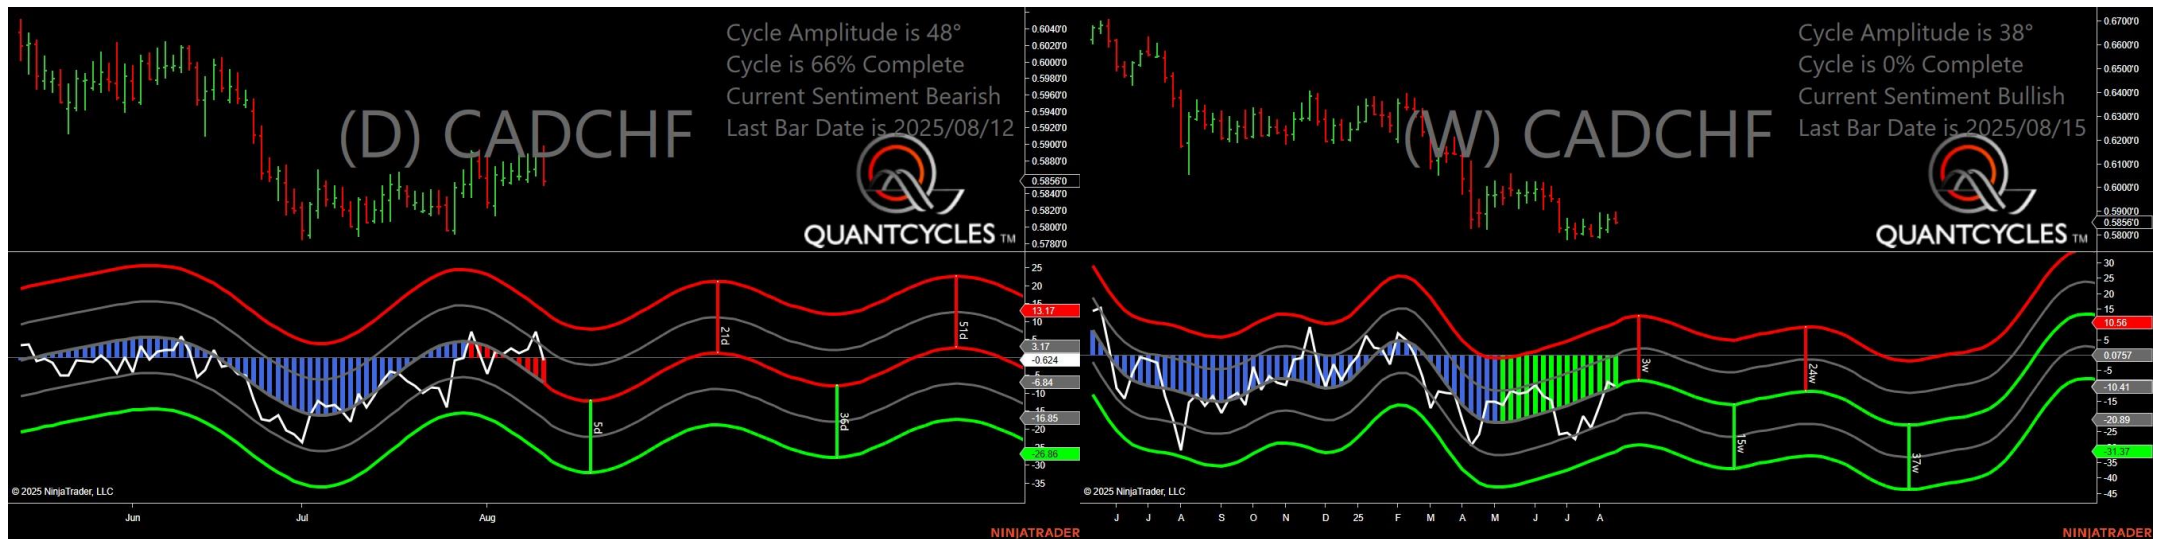 Cycle Amplitude is 48°
Cycle is 66% Complete
Current Sentiment Bearish
Last Bar Date is 2025/08/12
(D) CADCHF
QUANTCYCLES TM
0.6040'0
0.6020'0
0.6000'0
0.5980'0
0.5960'0
0.5940'0
0.5920'0
0.5900'0
0.5880'0
0.5856'0
0.5840'0
0.5820'0
0.5800'0
0.5780'0
25
20
15
13.17
10
5
3.17
-0.624
-5
-6.84
-10
-15
-16.85
-20
-26.86
-30
-35
5d
21d
36d
51d
© 2025 NinjaTrader, LLC
Jun Jul Aug
NINJATRADER
Cycle Amplitude is 38°
Cycle is 0% Complete
Current Sentiment Bullish
Last Bar Date is 2025/08/15
(W) CADCHF
QUANTCYCLES TM
0.6700'0
0.6600'0
0.6500'0
0.6400'0
0.6300'0
0.6200'0
0.6100'0
0.6000'0
0.5900'0
0.5856'0
0.5800'0
30
25
20
15
10.56
5
0.0757
-5
-10.41
-15
-20.89
-25
-31.37
-35
-40
-45
3w
15w
24w
37w
© 2025 NinjaTrader, LLC
J J A S O N D 25 F M A M J J A
NINJATRADER